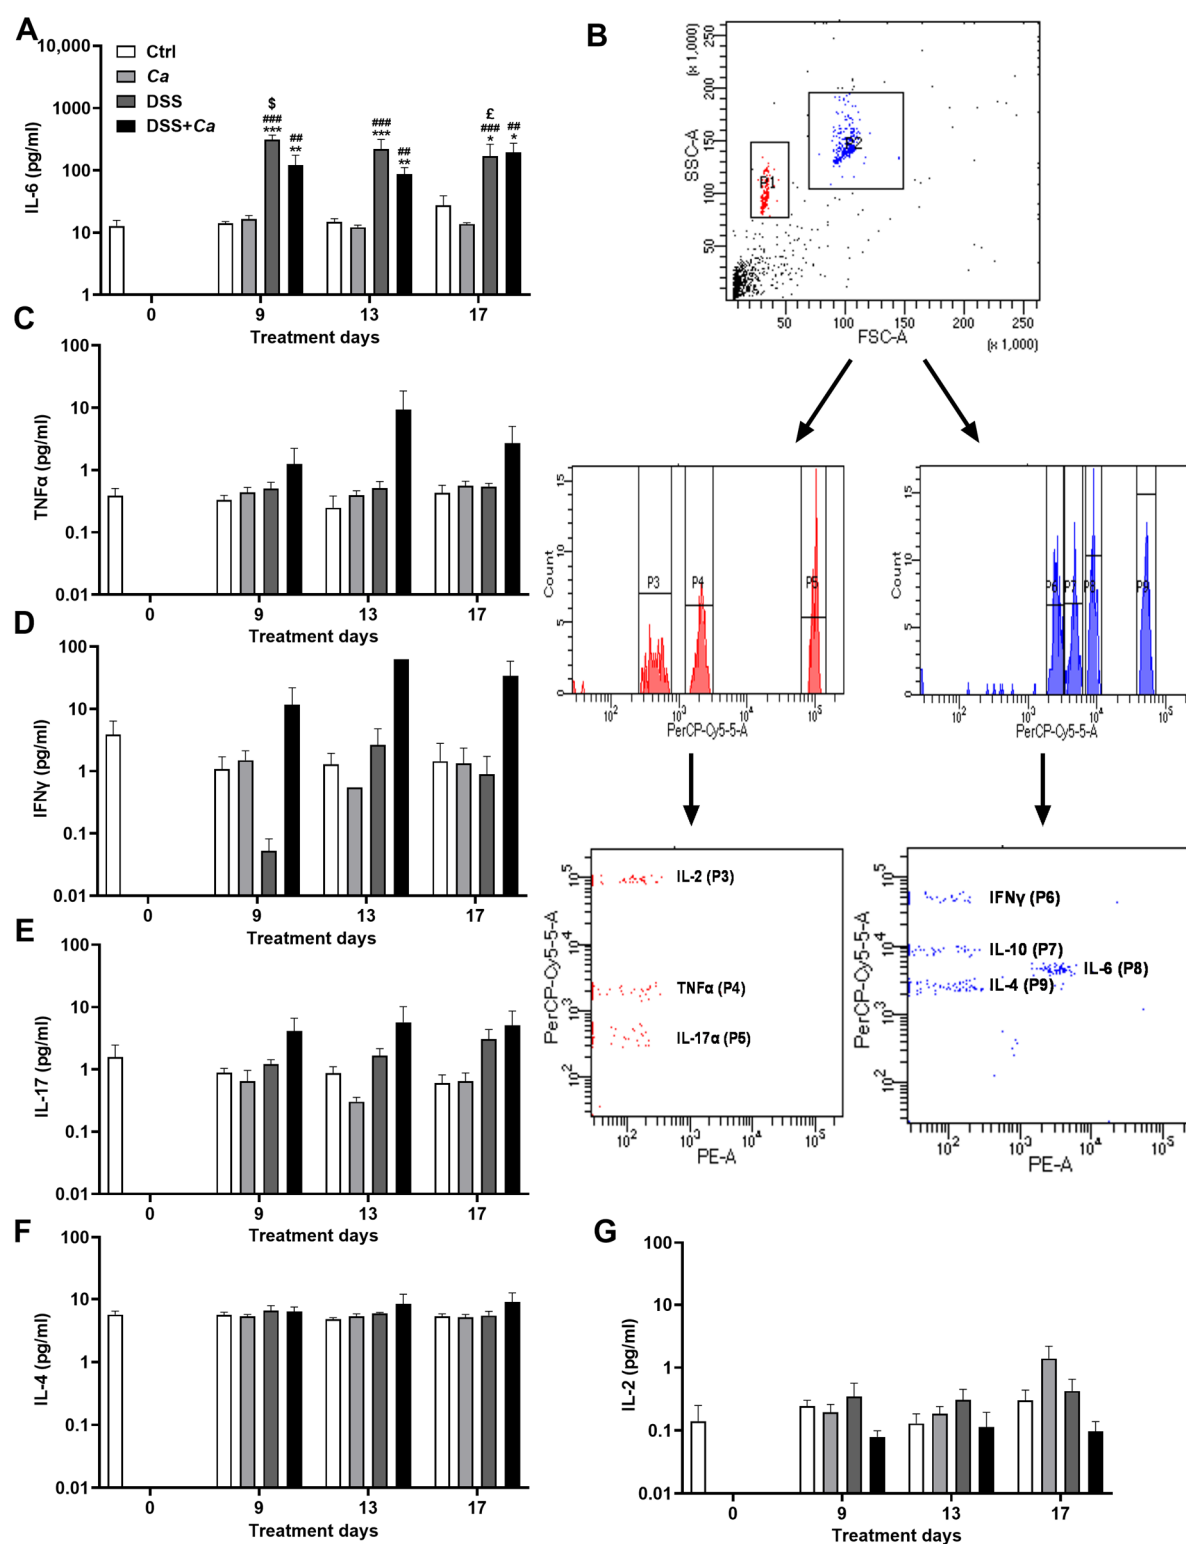 A
10,000
1000
100
10
1
IL-6 (pg/ml)
Ctrl
Ca
DSS
DSS+Ca
$
###
***
##
**
###
***
##
**
£
###
*
##
*
0
9
13
17
Treatment days
B
(x 1,000)
250
200
150
100
50
SSC-A
P1
P2
50
100
150
200
250
FSC-A
(x 1,000)
C
100
10
1
0.1
0.01
TNFα (pg/ml)
0
9
13
17
Treatment days
15
10
5
0
Count
P3
P4
P5
10²
10³
10⁴
10⁵
PerCP-Cy5-5-A
15
10
5
0
Count
P6
P7
P8
P9
10²
10³
10⁴
10⁵
PerCP-Cy5-5-A
D
100
10
1
0.1
0.01
IFNγ (pg/ml)
0
9
13
17
Treatment days
10⁵
10⁴
10³
10²
PerCP-Cy5-5-A
IL-2 (P3)
TNFα (P4)
IL-17α (P5)
10²
10³
10⁴
10⁵
PE-A
10⁵
10⁴
10³
10²
PerCP-Cy5-5-A
IFNγ (P6)
IL-10 (P7)
IL-6 (P8)
IL-4 (P9)
10²
10³
10⁴
10⁵
PE-A
E
100
10
1
0.1
0.01
IL-17 (pg/ml)
0
9
13
17
Treatment days
F
100
10
1
0.1
0.01
IL-4 (pg/ml)
0
9
13
17
Treatment days
G
100
10
1
0.1
0.01
IL-2 (pg/ml)
0
9
13
17
Treatment days